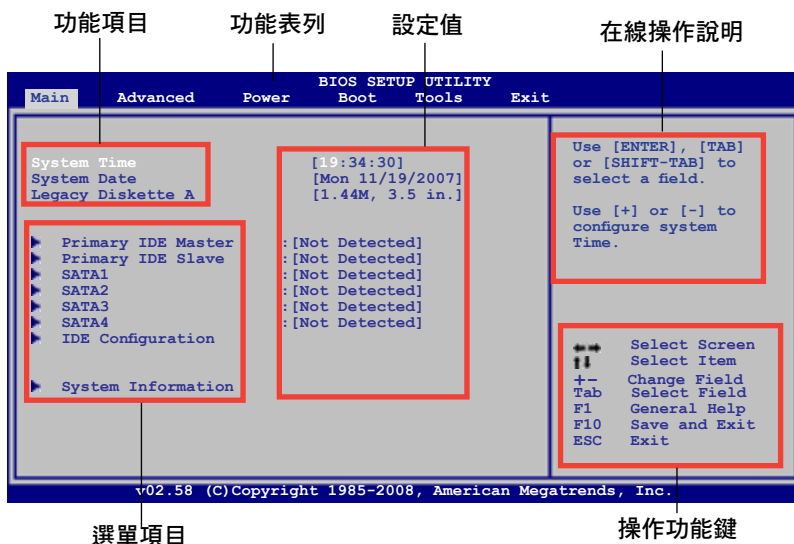 功能項目 功能表列 設定值 在線操作說明
BIOS SETUP UTILITY
Main Advanced Power Boot Tools Exit
System Time [19:34:30]
System Date [Mon 11/19/2007]
Legacy Diskette A [1.44M, 3.5 in.]
Primary IDE Master :[Not Detected]
Primary IDE Slave :[Not Detected]
SATA1 :[Not Detected]
SATA2 :[Not Detected]
SATA3 :[Not Detected]
SATA4 :[Not Detected]
IDE Configuration
System Information
Use [ENTER], [TAB]
or [SHIFT-TAB] to
select a field.
Use [+] or [-] to
configure system
Time.
←→ Select Screen
↑↓ Select Item
+- Change Field
Tab Select Field
F1 General Help
F10 Save and Exit
ESC Exit
v02.58 (C)Copyright 1985-2008, American Megatrends, Inc.
選單項目 操作功能鍵